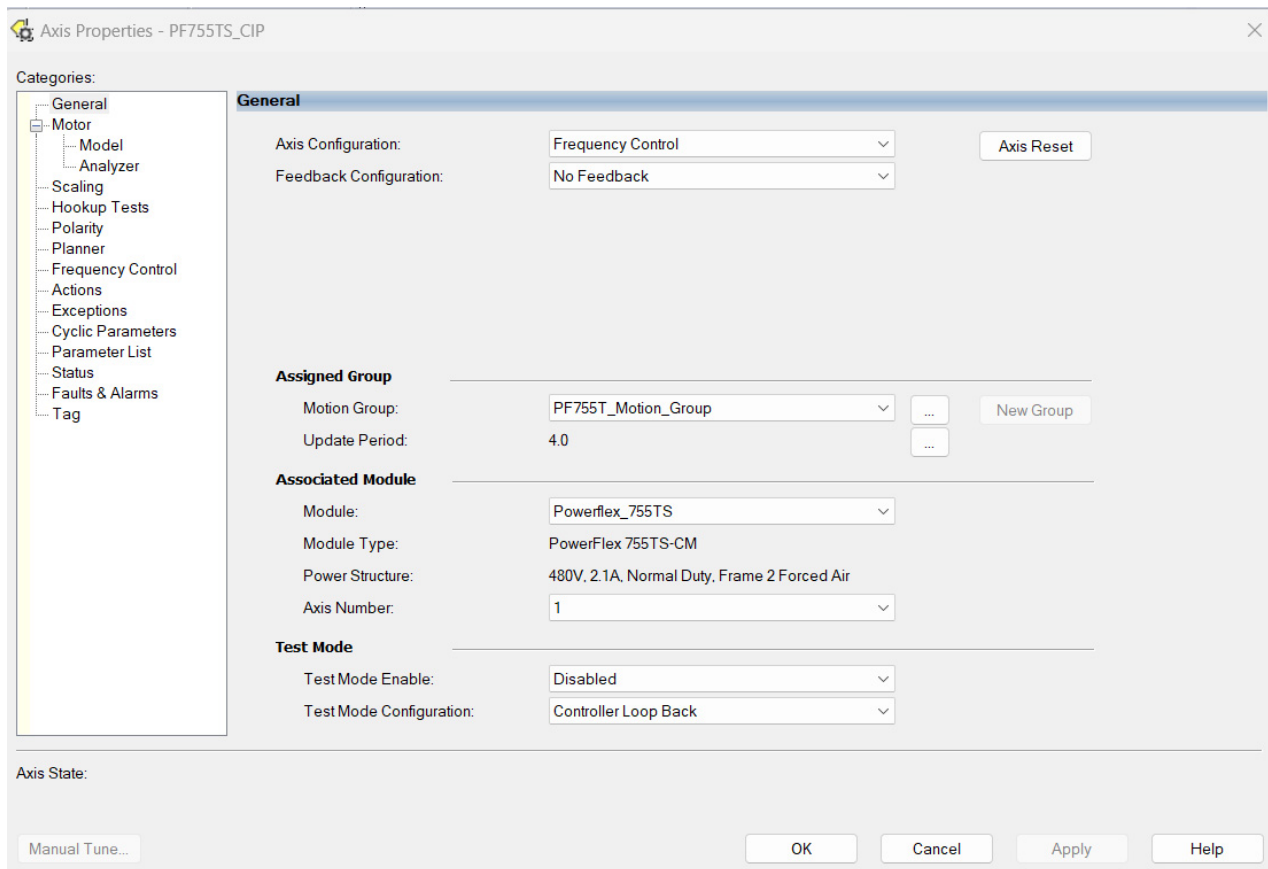 Axis Properties - PF755TS_CIP
Categories:
General
Motor
Model
Analyzer
Scaling
Hookup Tests
Polarity
Planner
Frequency Control
Actions
Exceptions
Cyclic Parameters
Parameter List
Status
Faults & Alarms
Tag
General
Axis Configuration: Frequency Control Axis Reset
Feedback Configuration: No Feedback
Assigned Group
Motion Group: PF755T_Motion_Group ... New Group
Update Period: 4.0 ...
Associated Module
Module: Powerflex_755TS
Module Type: PowerFlex 755TS-CM
Power Structure: 480V, 2.1A, Normal Duty, Frame 2 Forced Air
Axis Number: 1
Test Mode
Test Mode Enable: Disabled
Test Mode Configuration: Controller Loop Back
Axis State:
Manual Tune... OK Cancel Apply Help